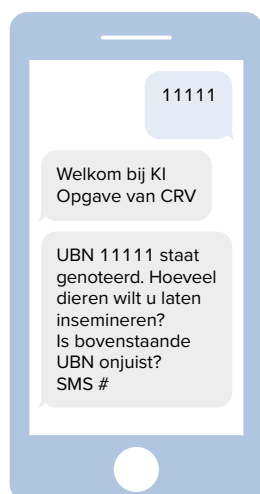 11111
Welkom bij KI
Opgave van CRV
UBN 11111 staat
genoteerd. Hoeveel
dieren wilt u laten
insemineren?
Is bovenstaande
UBN onjuist?
SMS #